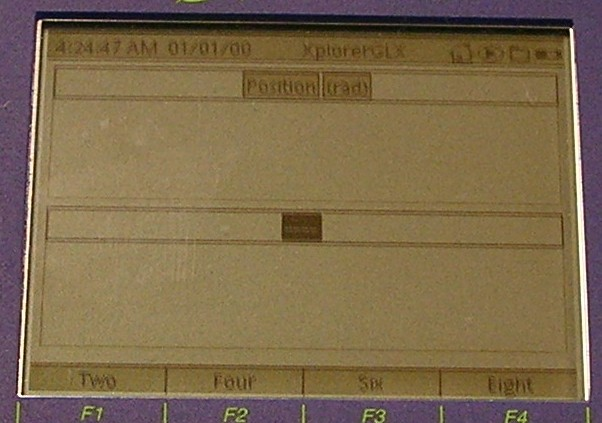 4:24:47 AM 01/01/00 XplorerGLX
Position (rad)
Two Four Six Eight
F1 F2 F3 F4